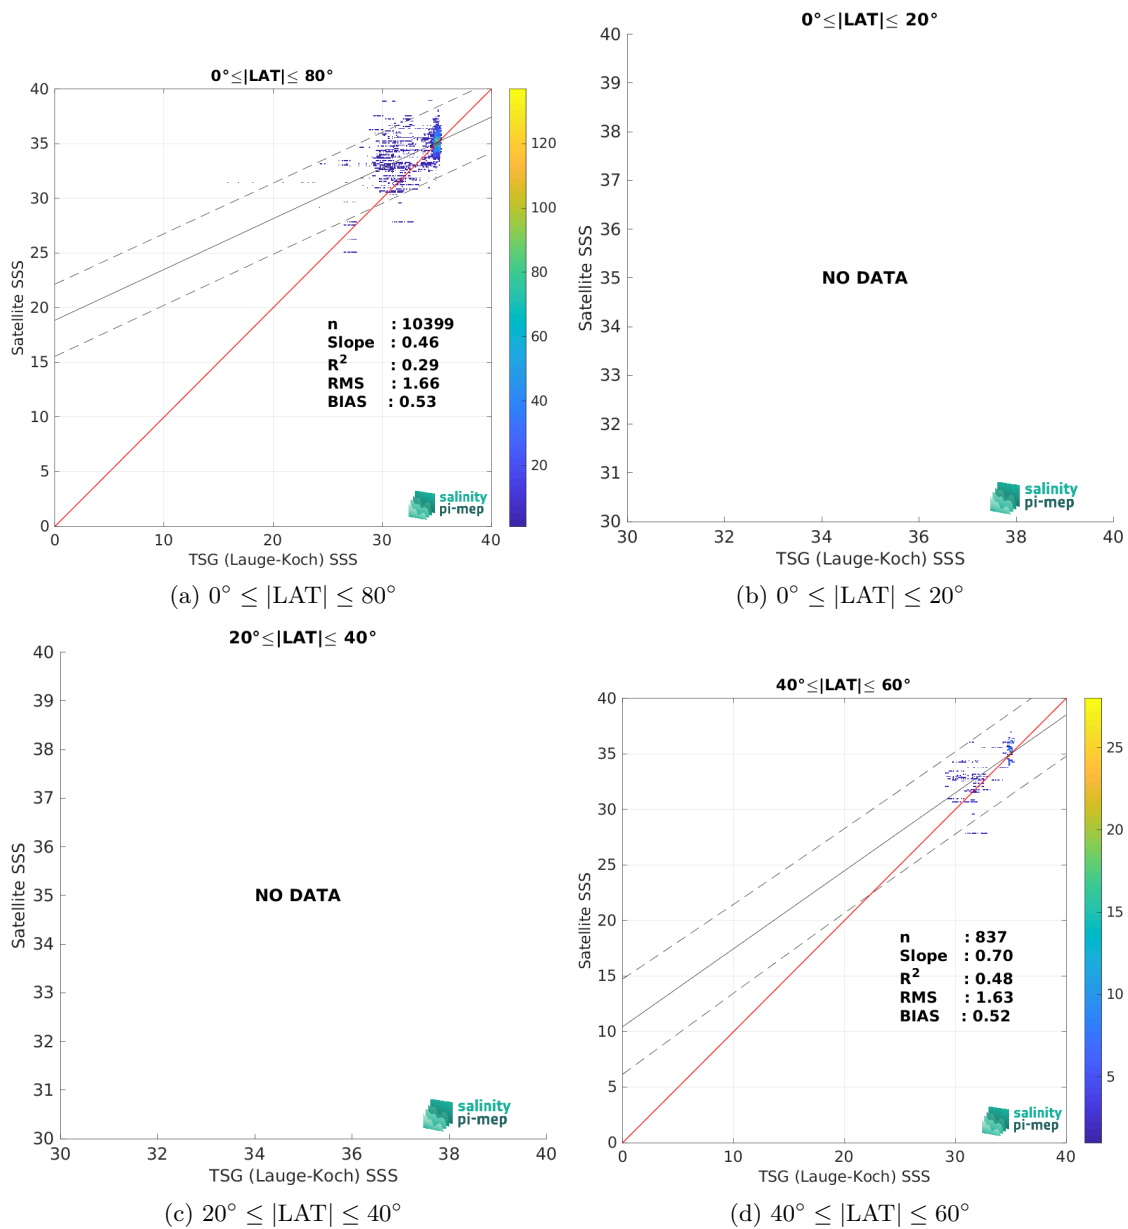 0°≤|LAT|≤ 80°
40
35
30
25
20
15
10
5
0
Satellite SSS
n : 10399
Slope : 0.46
R² : 0.29
RMS : 1.66
BIAS : 0.53
salinity
pi-mep
0 10 20 30 40
TSG (Lauge-Koch) SSS
120
100
80
60
40
20
(a) 0° ≤ |LAT| ≤ 80°
0°≤|LAT|≤ 20°
40
39
38
37
36
35
34
33
32
31
30
Satellite SSS
NO DATA
salinity
pi-mep
30 32 34 36 38 40
TSG (Lauge-Koch) SSS
(b) 0° ≤ |LAT| ≤ 20°
20°≤|LAT|≤ 40°
40
39
38
37
36
35
34
33
32
31
30
Satellite SSS
NO DATA
salinity
pi-mep
30 32 34 36 38 40
TSG (Lauge-Koch) SSS
(c) 20° ≤ |LAT| ≤ 40°
40°≤|LAT|≤ 60°
40
35
30
25
20
15
10
5
0
Satellite SSS
n : 837
Slope : 0.70
R² : 0.48
RMS : 1.63
BIAS : 0.52
salinity
pi-mep
0 10 20 30 40
TSG (Lauge-Koch) SSS
25
20
15
10
5
(d) 40° ≤ |LAT| ≤ 60°